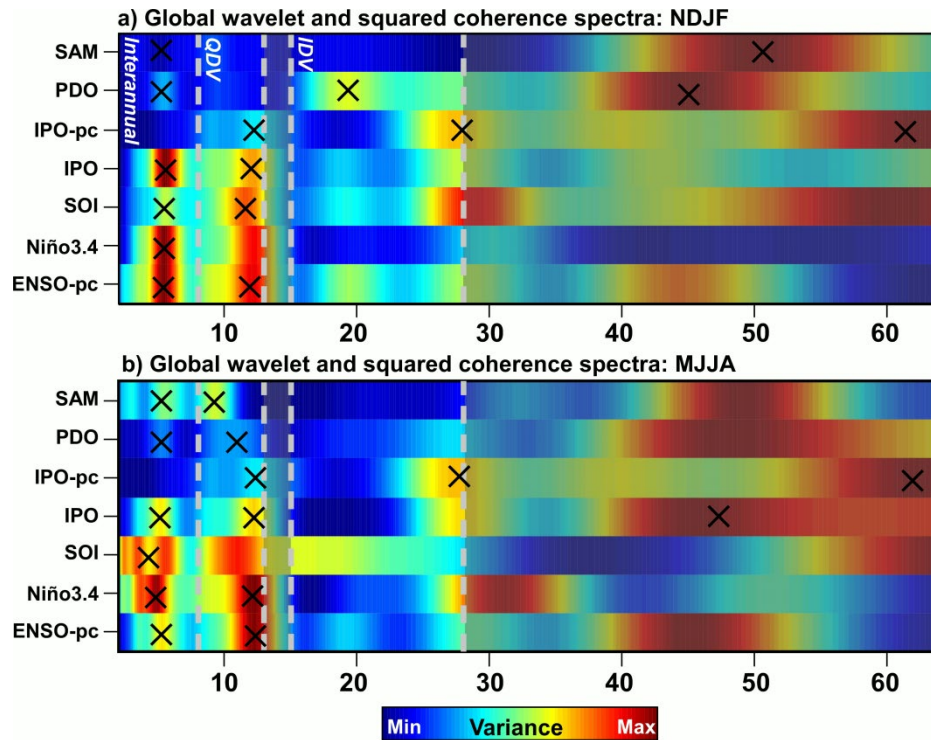 a) Global wavelet and squared coherence spectra: NDJF
Interannual
QDV
IDV
SAM
PDO
IPO-pc
IPO
SOI
Niño3.4
ENSO-pc
10 20 30 40 50 60
b) Global wavelet and squared coherence spectra: MJJA
SAM
PDO
IPO-pc
IPO
SOI
Niño3.4
ENSO-pc
10 20 30 40 50 60
Min Variance Max